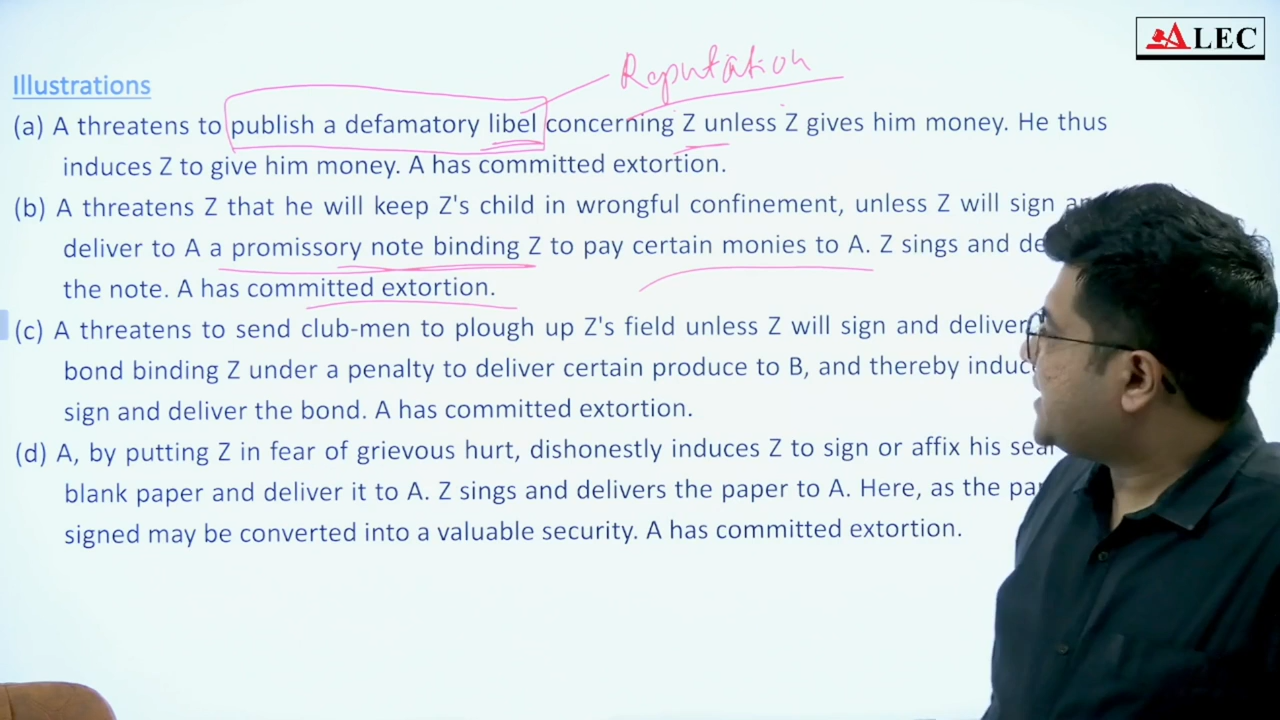 ALEC
Reputation
Illustrations
(a) A threatens to publish a defamatory libel concerning Z unless Z gives him money. He thus
induces Z to give him money. A has committed extortion.
(b) A threatens Z that he will keep Z's child in wrongful confinement, unless Z will sign
deliver to A a promissory note binding Z to pay certain monies to A. Z sings and
the note. A has committed extortion.
(c) A threatens to send club-men to plough up Z's field unless Z will sign and deliver
bond binding Z under a penalty to deliver certain produce to B, and thereby
sign and deliver the bond. A has committed extortion.
(d) A, by putting Z in fear of grievous hurt, dishonestly induces Z to sign or affix his
blank paper and deliver it to A. Z sings and delivers the paper to A. Here, as the
signed may be converted into a valuable security. A has committed extortion.